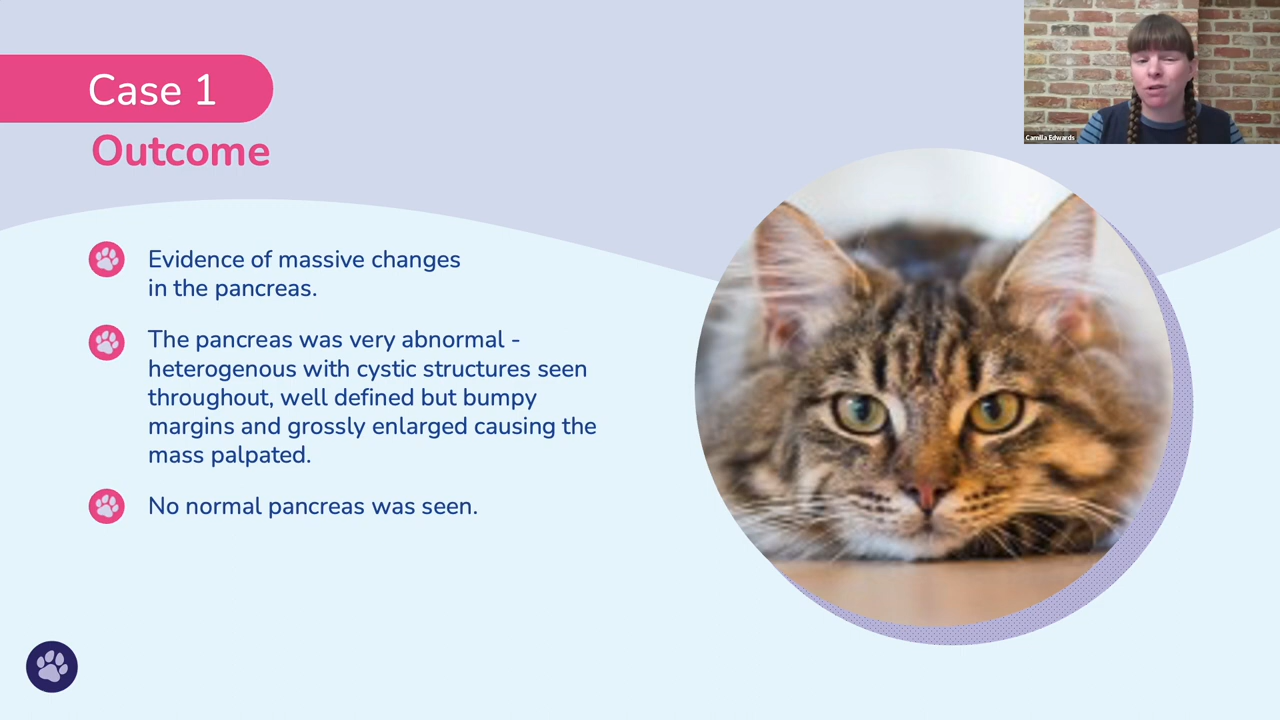 Case 1
Outcome
Evidence of massive changes
in the pancreas.
The pancreas was very abnormal -
heterogenous with cystic structures seen
throughout, well defined but bumpy
margins and grossly enlarged causing the
mass palpated.
No normal pancreas was seen.
Camilla Edwards